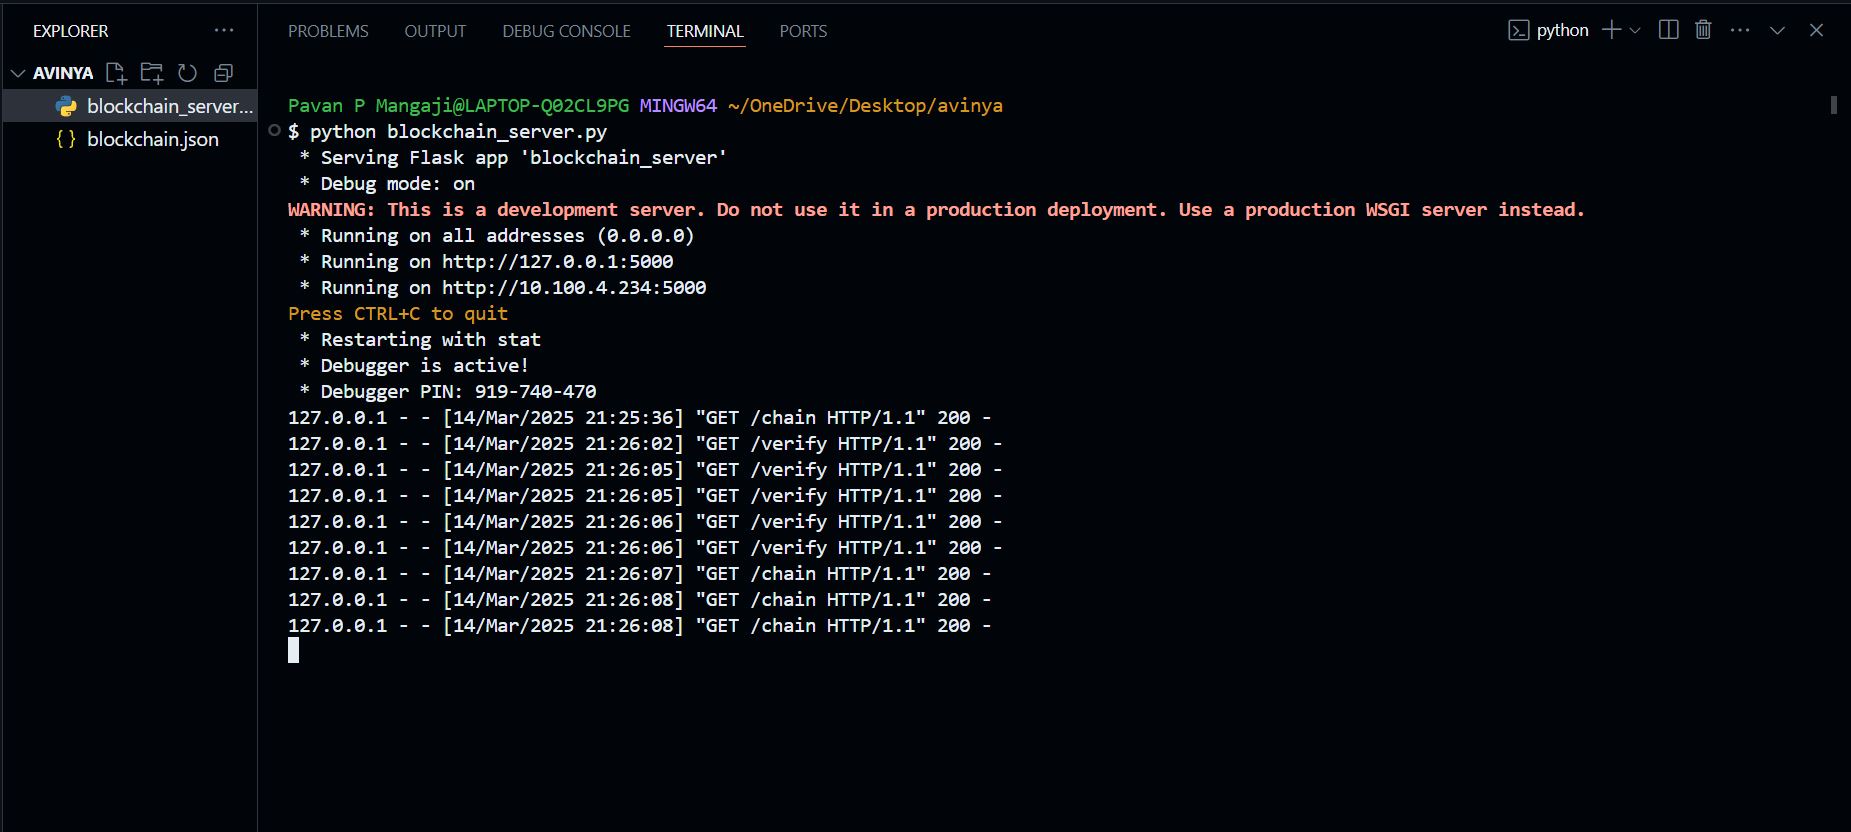 EXPLORER
PROBLEMS OUTPUT DEBUG CONSOLE TERMINAL PORTS
python
AVINYA
blockchain_server...
{ } blockchain.json
Pavan P Mangaji@LAPTOP-Q02CL9PG MINGW64 ~/OneDrive/Desktop/avinya
$ python blockchain_server.py
* Serving Flask app 'blockchain_server'
* Debug mode: on
WARNING: This is a development server. Do not use it in a production deployment. Use a production WSGI server instead.
* Running on all addresses (0.0.0.0)
* Running on http://127.0.0.1:5000
* Running on http://10.100.4.234:5000
Press CTRL+C to quit
* Restarting with stat
* Debugger is active!
* Debugger PIN: 919-740-470
127.0.0.1 - - [14/Mar/2025 21:25:36] "GET /chain HTTP/1.1" 200 -
127.0.0.1 - - [14/Mar/2025 21:26:02] "GET /verify HTTP/1.1" 200 -
127.0.0.1 - - [14/Mar/2025 21:26:05] "GET /verify HTTP/1.1" 200 -
127.0.0.1 - - [14/Mar/2025 21:26:05] "GET /verify HTTP/1.1" 200 -
127.0.0.1 - - [14/Mar/2025 21:26:06] "GET /verify HTTP/1.1" 200 -
127.0.0.1 - - [14/Mar/2025 21:26:06] "GET /verify HTTP/1.1" 200 -
127.0.0.1 - - [14/Mar/2025 21:26:07] "GET /chain HTTP/1.1" 200 -
127.0.0.1 - - [14/Mar/2025 21:26:08] "GET /chain HTTP/1.1" 200 -
127.0.0.1 - - [14/Mar/2025 21:26:08] "GET /chain HTTP/1.1" 200 -